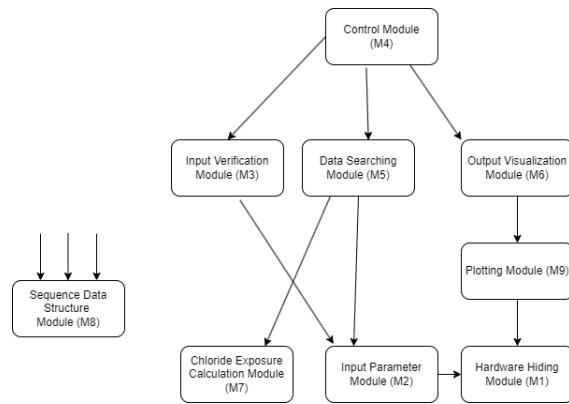 Control Module
(M4)
Input Verification
Module (M3)
Data Searching
Module (M5)
Output Visualization
Module (M6)
Plotting Module (M9)
Sequence Data
Structure
Module (M8)
Chloride Exposure
Calculation Module
(M7)
Input Parameter
Module (M2)
Hardware Hiding
Module (M1)